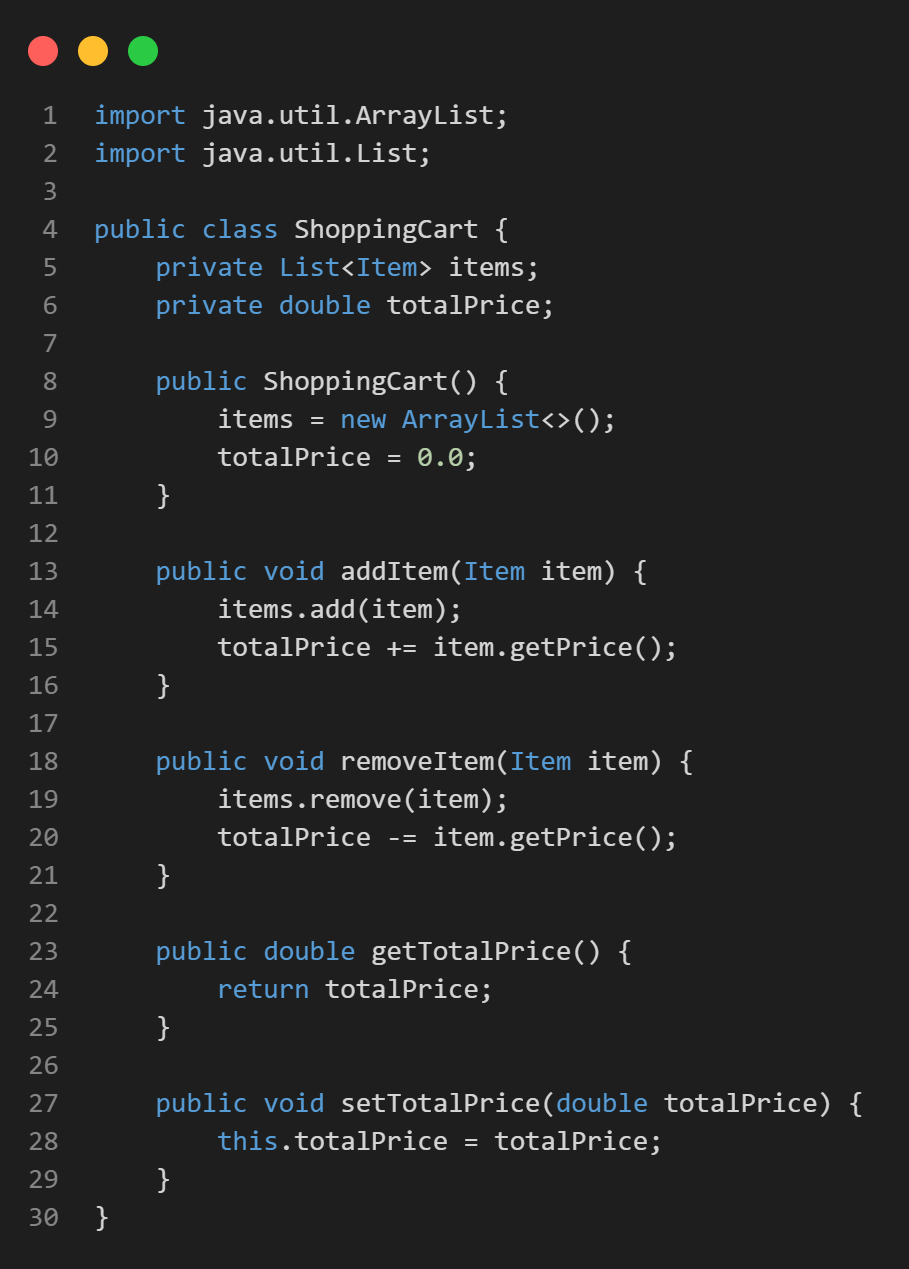 1 import java.util.ArrayList;
2 import java.util.List;
3
4 public class ShoppingCart {
5     private List<Item> items;
6     private double totalPrice;
7
8     public ShoppingCart() {
9         items = new ArrayList<>();
10         totalPrice = 0.0;
11     }
12
13     public void addItem(Item item) {
14         items.add(item);
15         totalPrice += item.getPrice();
16     }
17
18     public void removeItem(Item item) {
19         items.remove(item);
20         totalPrice -= item.getPrice();
21     }
22
23     public double getTotalPrice() {
24         return totalPrice;
25     }
26
27     public void setTotalPrice(double totalPrice) {
28         this.totalPrice = totalPrice;
29     }
30 }